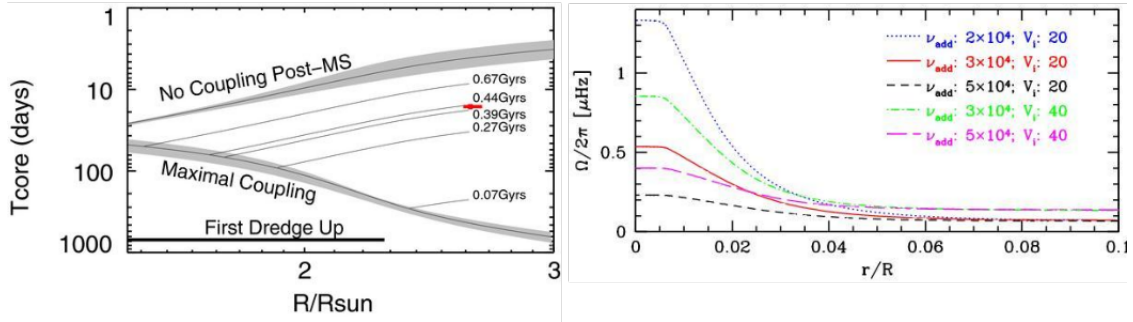 1
10
100
1000
Tcore (days)
No Coupling Post-MS
0.67Gyrs
0.44Gyrs
0.39Gyrs
0.27Gyrs
0.07Gyrs
Maximal Coupling
First Dredge Up
2
3
R/Rsun
1
0.5
0
Ω/2π [μHz]
ν_add: 2×10⁴; V_i: 20
ν_add: 3×10⁴; V_i: 20
ν_add: 5×10⁴; V_i: 20
ν_add: 3×10⁴; V_i: 40
ν_add: 5×10⁴; V_i: 40
0 0.02 0.04 0.06 0.08 0.1
r/R